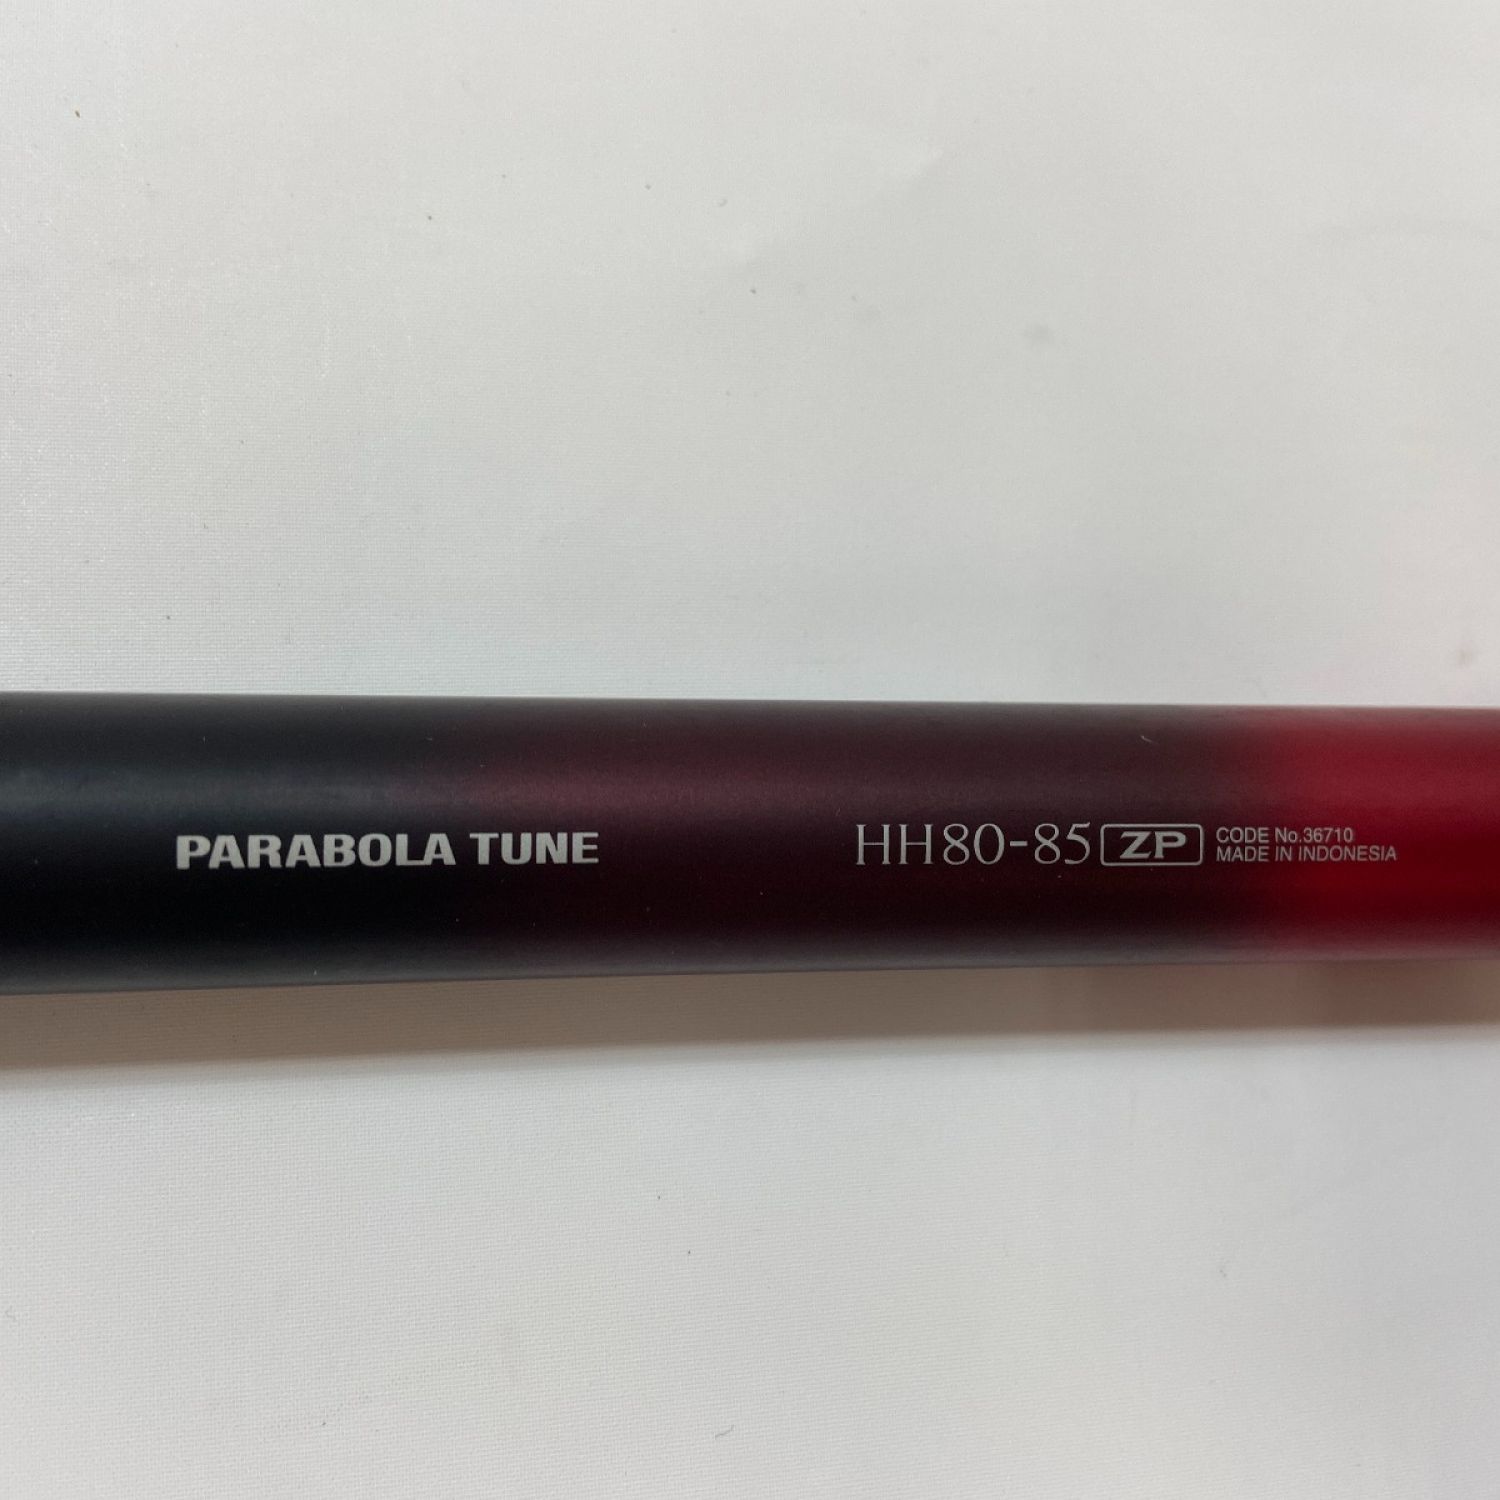 PARABOLA TUNE
HH80-85 ZP
CODE No.36710
MADE IN INDONESIA